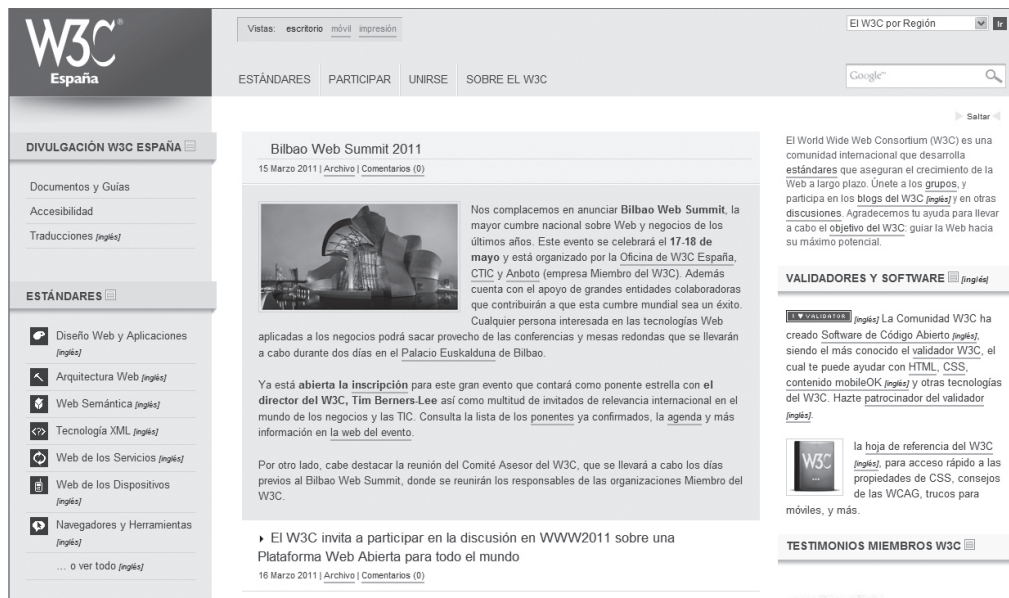 W3C®
España
Vistas: escritorio móvil impresión
El W3C por Región
Ir
ESTÁNDARES PARTICIPAR UNIRSE SOBRE EL W3C
Google™
Saltar
DIVULGACIÓN W3C ESPAÑA
Documentos y Guías
Accesibilidad
Traducciones [inglés]
ESTÁNDARES
Diseño Web y Aplicaciones
[inglés]
Arquitectura Web [inglés]
Web Semántica [inglés]
Tecnología XML [inglés]
Web de los Servicios [inglés]
Web de los Dispositivos
[inglés]
Navegadores y Herramientas
[inglés]
... o ver todo [inglés]
Bilbao Web Summit 2011
15 Marzo 2011 | Archivo | Comentarios (0)
Nos complacemos en anunciar Bilbao Web Summit, la
mayor cumbre nacional sobre Web y negocios de los
últimos años. Este evento se celebrará el 17-18 de
mayo y está organizado por la Oficina de W3C España,
CTIC y Anboto (empresa Miembro del W3C). Además
cuenta con el apoyo de grandes entidades colaboradoras
que contribuirán a que esta cumbre mundial sea un éxito.
Cualquier persona interesada en las tecnologías Web
aplicadas a los negocios podrá sacar provecho de las conferencias y mesas redondas que se llevarán
a cabo durante dos días en el Palacio Euskalduna de Bilbao.
Ya está abierta la inscripción para este gran evento que contará como ponente estrella con el
director del W3C, Tim Berners-Lee así como multitud de invitados de relevancia internacional en el
mundo de los negocios y las TIC. Consulta la lista de los ponentes ya confirmados, la agenda y más
información en la web del evento.
Por otro lado, cabe destacar la reunión del Comité Asesor del W3C, que se llevará a cabo los días
previos al Bilbao Web Summit, donde se reunirán los responsables de las organizaciones Miembro del
W3C.
El W3C invita a participar en la discusión en WWW2011 sobre una
Plataforma Web Abierta para todo el mundo
16 Marzo 2011 | Archivo | Comentarios (0)
El World Wide Web Consortium (W3C) es una
comunidad internacional que desarrolla
estándares que aseguran el crecimiento de la
Web a largo plazo. Únete a los grupos, y
participa en los blogs del W3C [inglés] y en otras
discusiones. Agradecemos tu ayuda para llevar
a cabo el objetivo del W3C: guiar la Web hacia
su máximo potencial.
VALIDADORES Y SOFTWARE [inglés]
I ♥ VALIDATOR [inglés] La Comunidad W3C ha
creado Software de Código Abierto [inglés],
siendo el más conocido el validador W3C, el
cual te puede ayudar con HTML, CSS,
contenido mobileOK [inglés] y otras tecnologías
del W3C. Hazte patrocinador del validador
[inglés].
W3C
...
la hoja de referencia del W3C
[inglés], para acceso rápido a las
propiedades de CSS, consejos
de las WCAG, trucos para
móviles, y más.
TESTIMONIOS MIEMBROS W3C